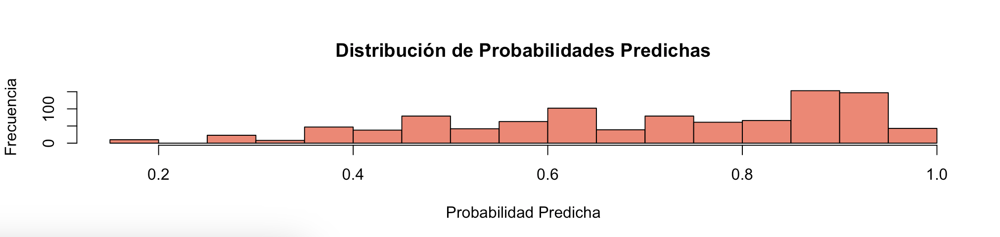 Distribución de Probabilidades Predichas
Frecuencia
100
0
0.2 0.4 0.6 0.8 1.0
Probabilidad Predicha